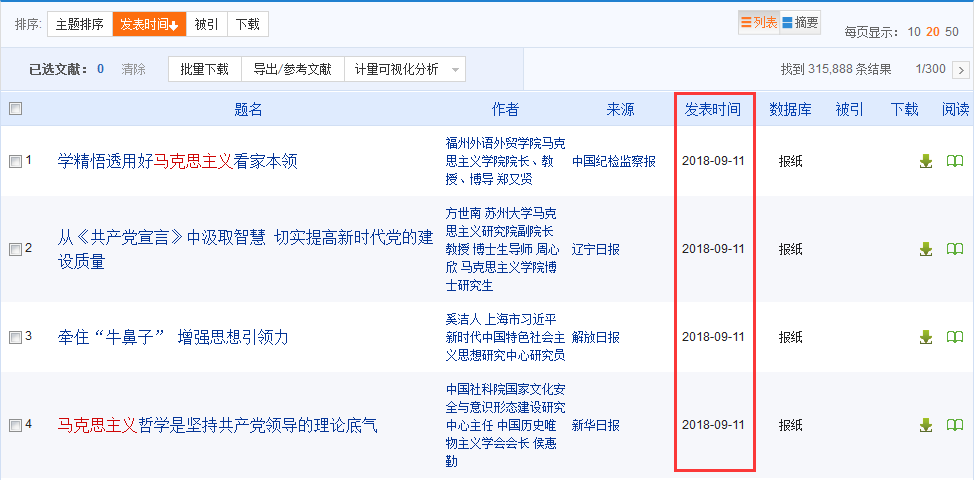 排序: 主题排序 发表时间 被引 下载 列表 摘要 每页显示: 10 20 50
已选文献: 0 清除 批量下载 导出/参考文献 计量可视化分析 找到 315,888 条结果 1/300
题名 作者 来源 发表时间 数据库 被引 下载 阅读
1 学精悟透用好马克思主义看家本领
福州外语外贸学院马克
思主义学院院长、教
授、博导 郑又贤
中国纪检监察报 2018-09-11 报纸
2 从《共产党宣言》中汲取智慧 切实提高新时代党的建
设质量
方世南 苏州大学马克
思主义研究院副院长
教授 博士生导师 周心
欣 马克思主义学院博
士研究生
辽宁日报 2018-09-11 报纸
3 牵住“牛鼻子” 增强思想引领力
奚洁人 上海市习近平
新时代中国特色社会主
义思想研究中心研究员
解放日报 2018-09-11 报纸
4 马克思主义哲学是坚持共产党领导的理论底气
中国社科院国家文化安
全与意识形态建设研究
中心主任 中国历史唯
物主义学会会长 侯惠
勤
新华日报 2018-09-11 报纸